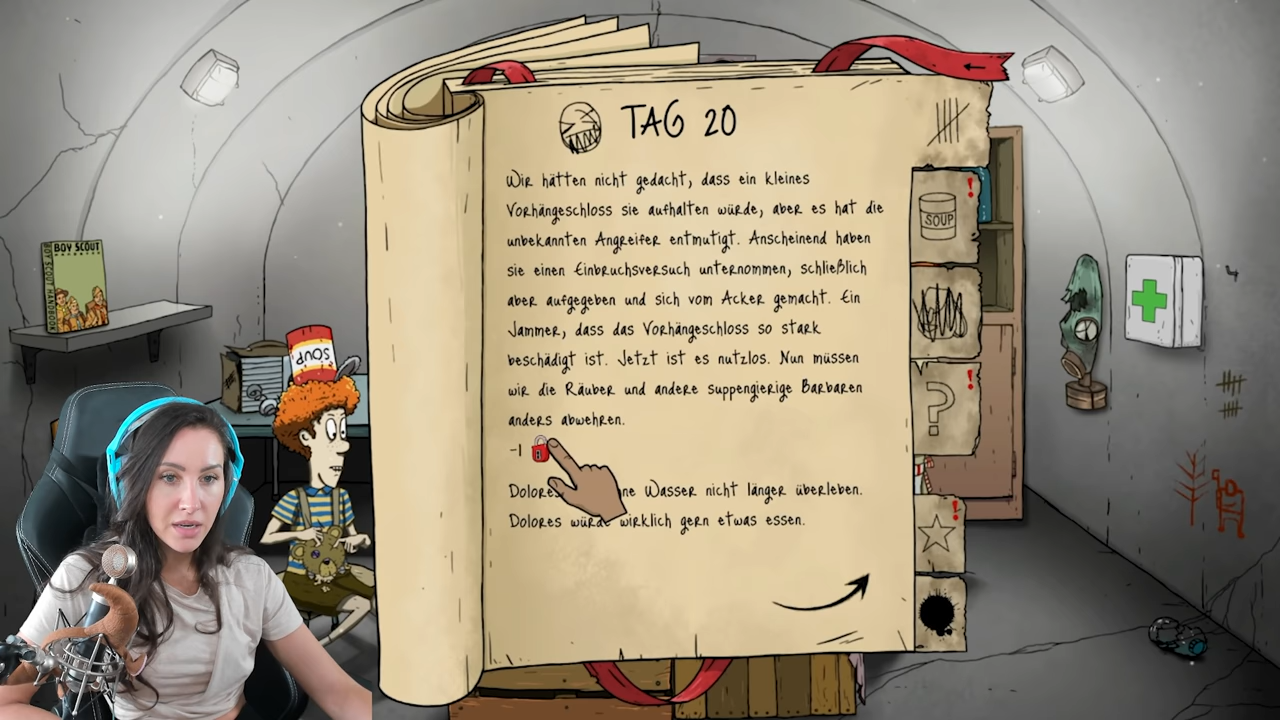 TAG 20
Wir hätten nicht gedacht, dass ein kleines
Vorhängeschloss sie aufhalten würde, aber es hat die
unbekannten Angreifer entmutigt. Anscheinend haben
sie einen Einbruchsversuch unternommen, schließlich
aber aufgegeben und sich vom Acker gemacht. Ein
Jammer, dass das Vorhängeschloss so stark
beschädigt ist. Jetzt ist es nutzlos. Nun müssen
wir die Räuber und andere suppengierige Barbaren
anders abwehren.
-1
Dolores Wasser nicht länger überleben.
Dolores würde wirklich gern etwas essen.
SOUP
!
?
!
!
BOY SCOUT
BOY SCOUT HANDBOOK
SOUP